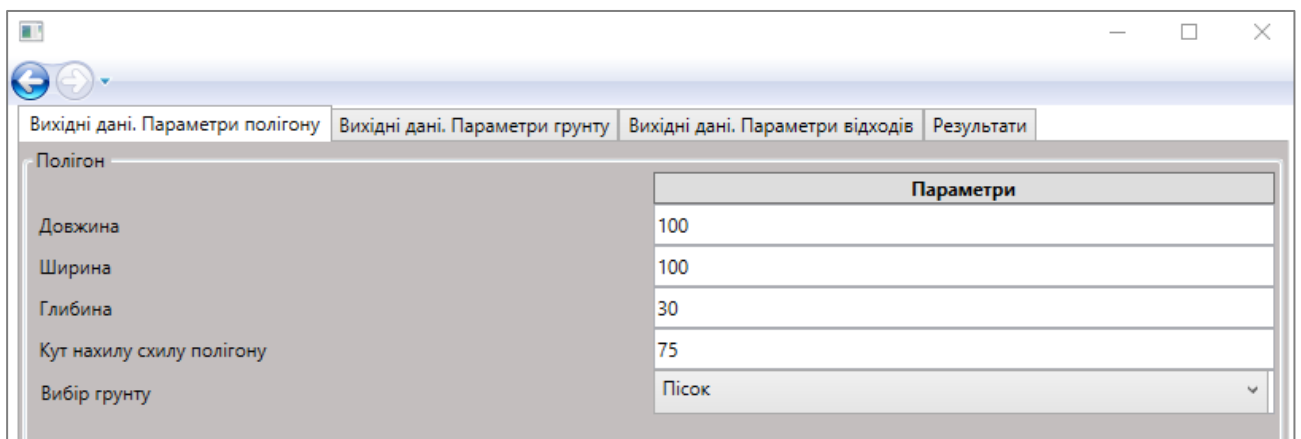 Вихідні дані. Параметри полігону Вихідні дані. Параметри грунту Вихідні дані. Параметри відходів Результати
Полігон
Параметри
Довжина 100
Ширина 100
Глибина 30
Кут нахилу схилу полігону 75
Вибір грунту Пісок